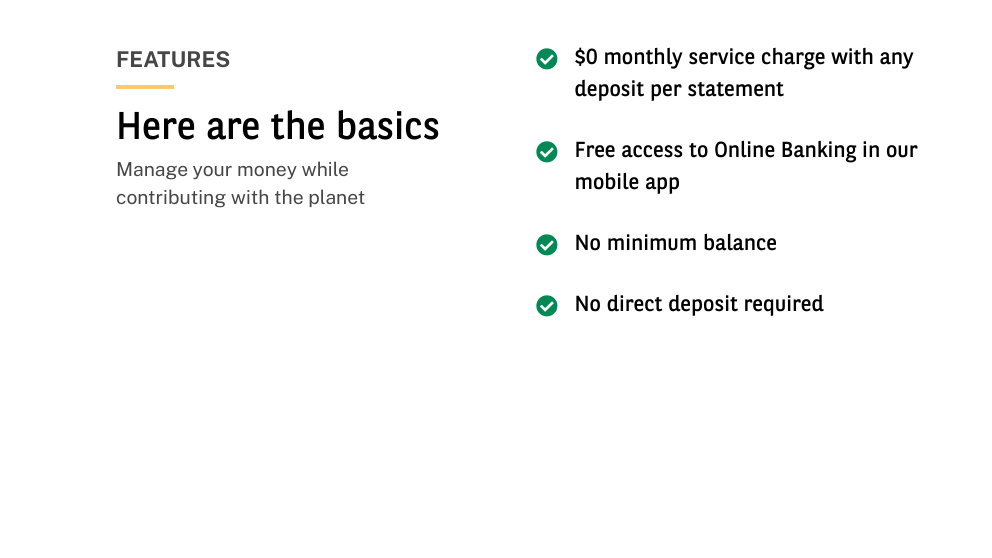 FEATURES
Here are the basics
Manage your money while
contributing with the planet
$0 monthly service charge with any
deposit per statement
Free access to Online Banking in our
mobile app
No minimum balance
No direct deposit required